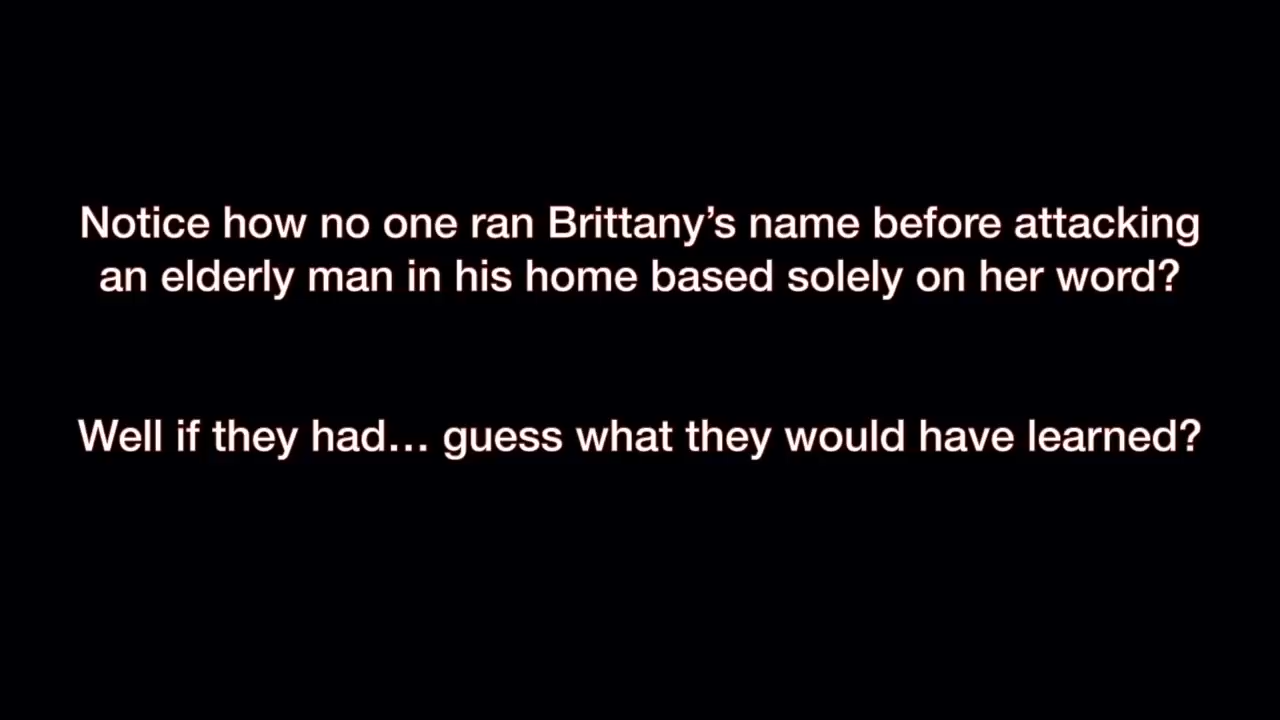 Notice how no one ran Brittany’s name before attacking
an elderly man in his home based solely on her word?
Well if they had... guess what they would have learned?